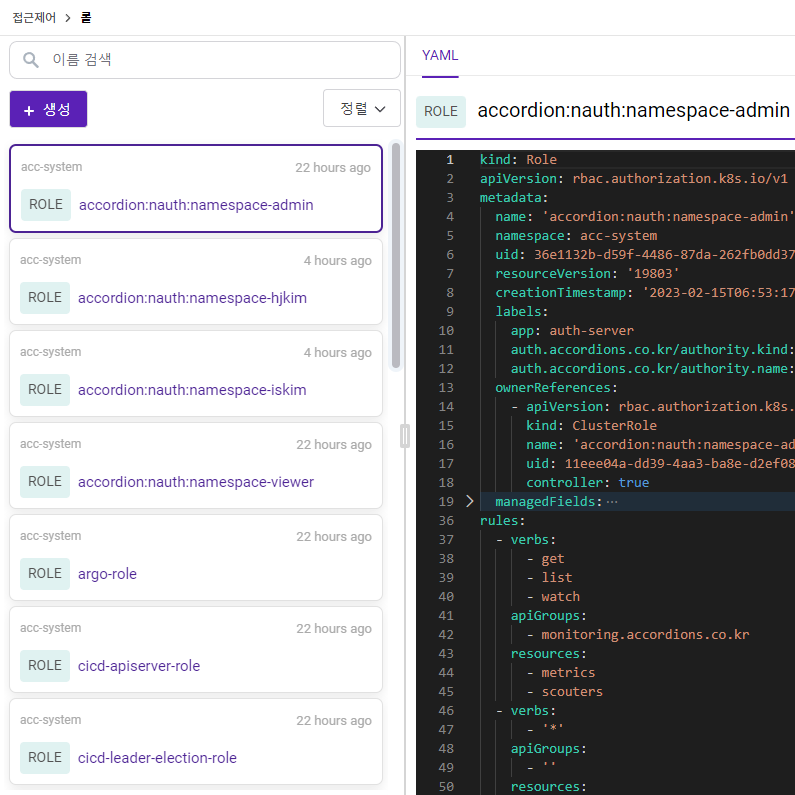 접근제어 > 롤
이름 검색
+ 생성
정렬
acc-system
22 hours ago
ROLE accordion:nauth:namespace-admin
acc-system
4 hours ago
ROLE accordion:nauth:namespace-hjkim
acc-system
4 hours ago
ROLE accordion:nauth:namespace-iskim
acc-system
22 hours ago
ROLE accordion:nauth:namespace-viewer
acc-system
22 hours ago
ROLE argo-role
acc-system
22 hours ago
ROLE cicd-apiserver-role
acc-system
22 hours ago
ROLE cicd-leader-election-role
YAML
ROLE accordion:nauth:namespace-admin
1 kind: Role
2 apiVersion: rbac.authorization.k8s.io/v1
3 metadata:
4 name: 'accordion:nauth:namespace-admin'
5 namespace: acc-system
6 uid: 36e1132b-d59f-4486-87da-262fb0dd37
7 resourceVersion: '19803'
8 creationTimestamp: '2023-02-15T06:53:17
9 labels:
10 app: auth-server
11 auth.accordions.co.kr/authority.kind:
12 auth.accordions.co.kr/authority.name:
13 ownerReferences:
14 - apiVersion: rbac.authorization.k8s.
15 kind: ClusterRole
16 name: 'accordion:nauth:namespace-ad
17 uid: 11eee04a-dd39-4aa3-ba8e-d2ef08
18 controller: true
19 > managedFields: ⋯
36 rules:
37 - verbs:
38 - get
39 - list
40 - watch
41 apiGroups:
42 - monitoring.accordions.co.kr
43 resources:
44 - metrics
45 - scouters
46 - verbs:
47 - '*'
48 apiGroups:
49 - ''
50 resources: